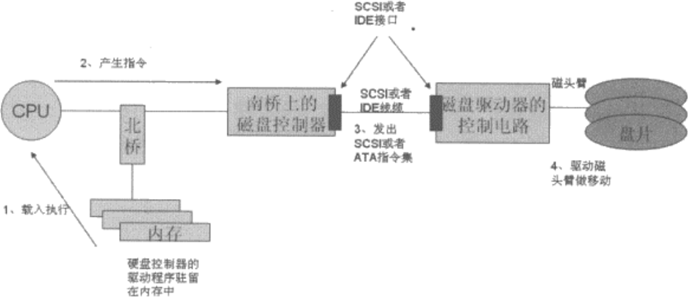 SCSI或者
IDE接口
2、产生指令
CPU
北
桥
南桥上的
磁盘控制器
SCSI或者
IDE线缆
3、发出
SCSI或者
ATA指令集
磁盘驱动器的
控制电路
磁头臂
盘片
4、驱动磁
头臂做移动
1、载入执行
内存
硬盘控制器的
驱动程序驻留
在内存中